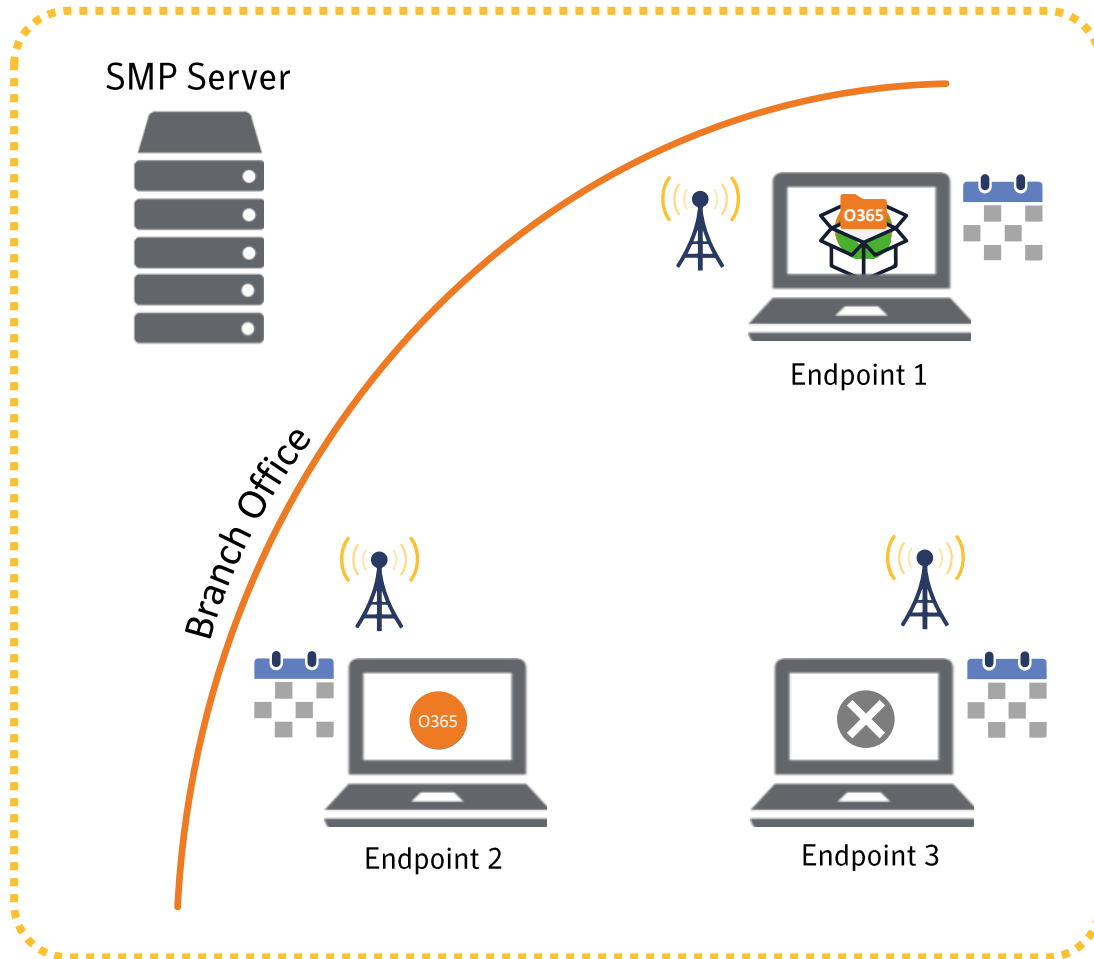 SMP Server
O365
Endpoint 1
Branch Office
O365
Endpoint 2
Endpoint 3